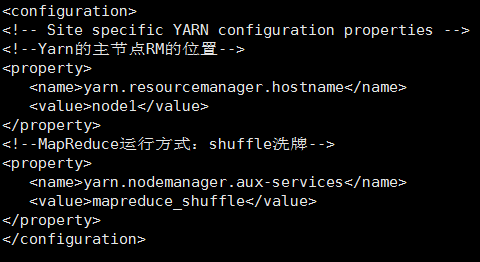 <configuration>
<!-- Site specific YARN configuration properties -->
<!--Yarn的主节点RM的位置-->
<property>
   <name>yarn.resourcemanager.hostname</name>
   <value>node1</value>
</property>
<!--MapReduce运行方式：shuffle洗牌-->
<property>
   <name>yarn.nodemanager.aux-services</name>
   <value>mapreduce_shuffle</value>
</property>
</configuration>